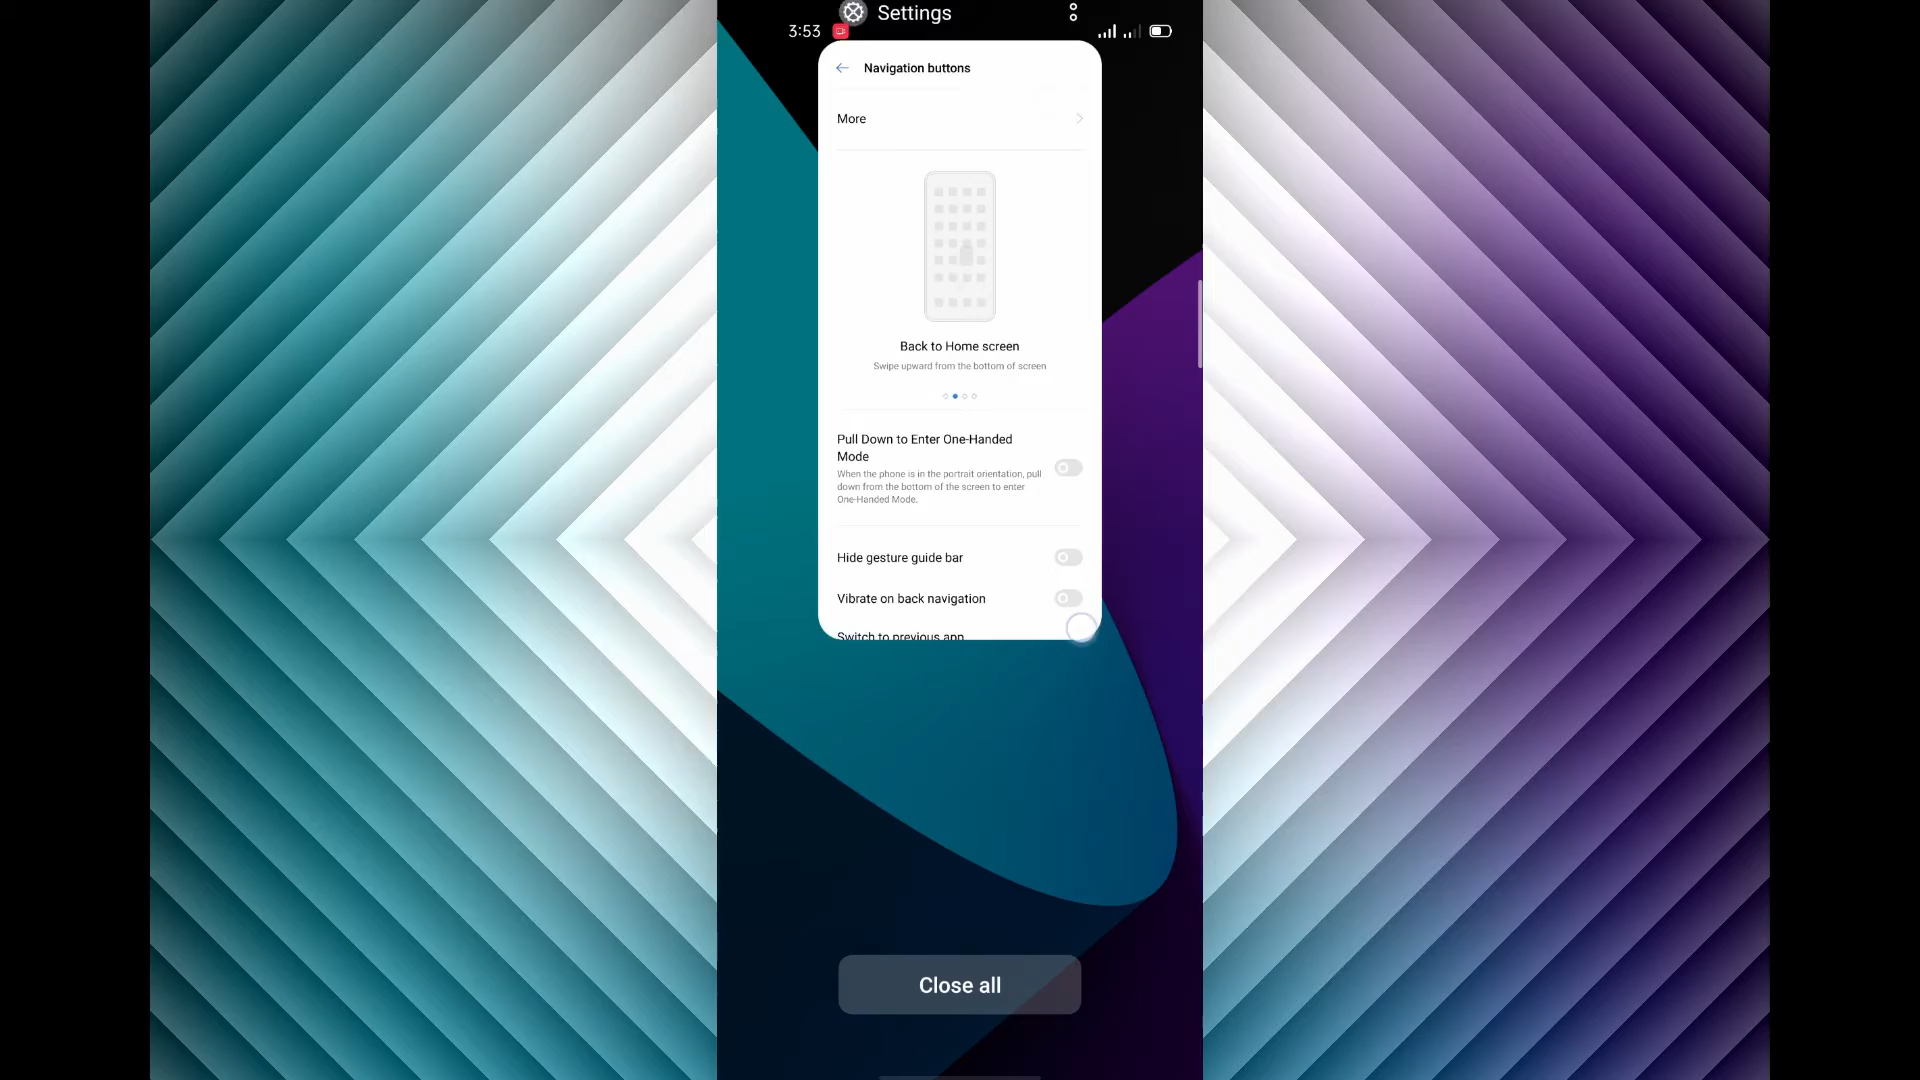 Settings
3:53
Navigation buttons
More
Back to Home screen
Swipe upward from the bottom of screen
Pull Down to Enter One-Handed
Mode
When the phone is in the portrait orientation, pull
down from the bottom of the screen to enter
One-Handed Mode.
Hide gesture guide bar
Vibrate on back navigation
Switch to previous app
Close all